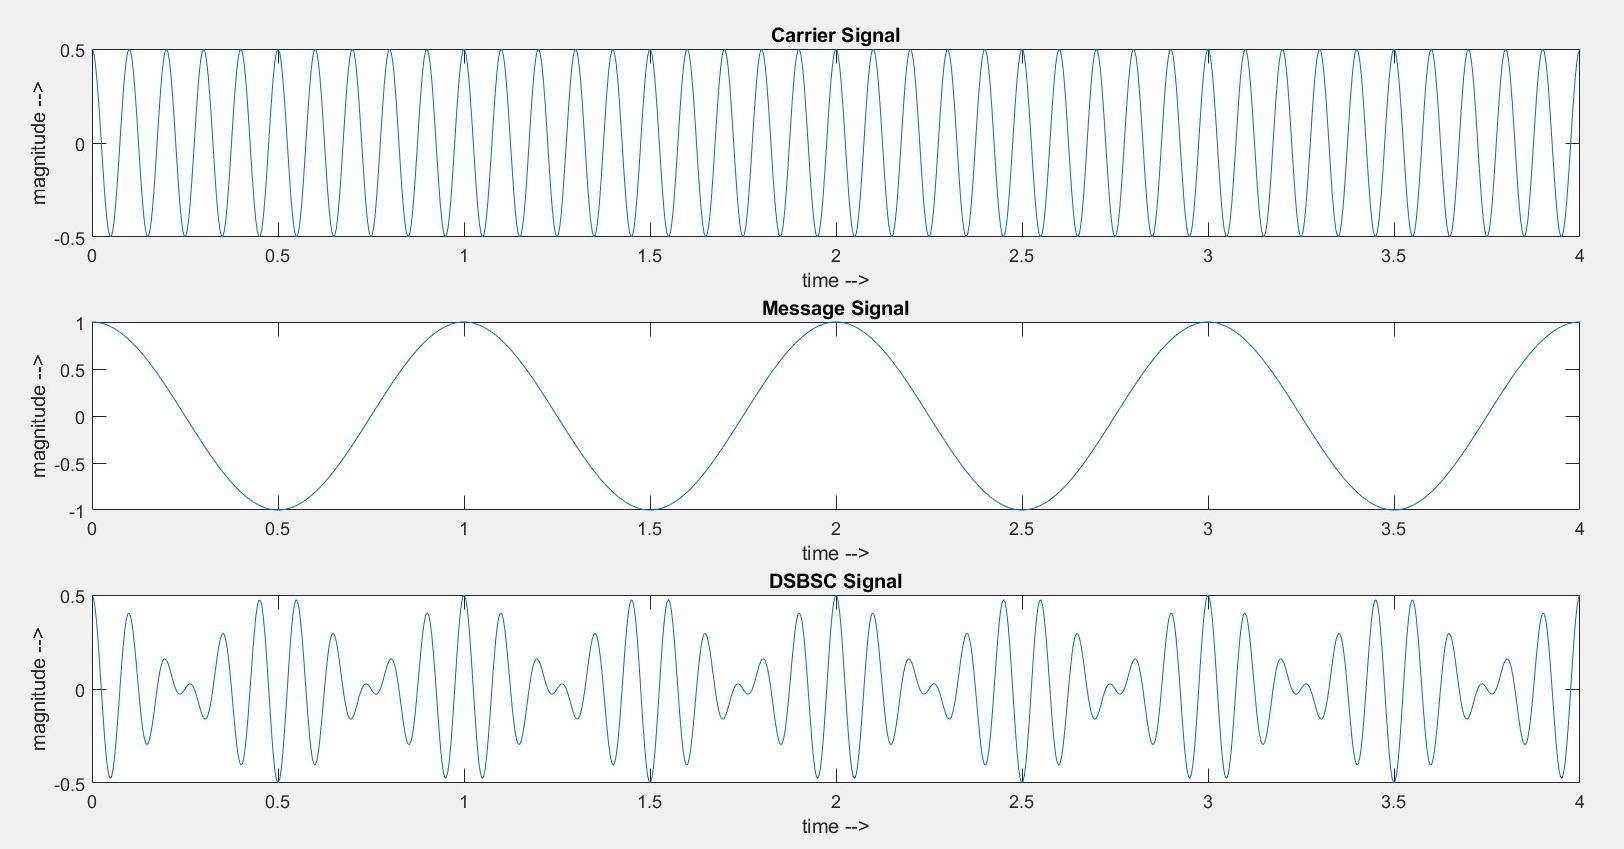 Carrier Signal
0.5
0
-0.5
magnitude -->
0 0.5 1 1.5 2 2.5 3 3.5 4
time -->
Message Signal
1
0.5
0
-0.5
-1
magnitude -->
0 0.5 1 1.5 2 2.5 3 3.5 4
time -->
DSBSC Signal
0.5
0
-0.5
magnitude -->
0 0.5 1 1.5 2 2.5 3 3.5 4
time -->